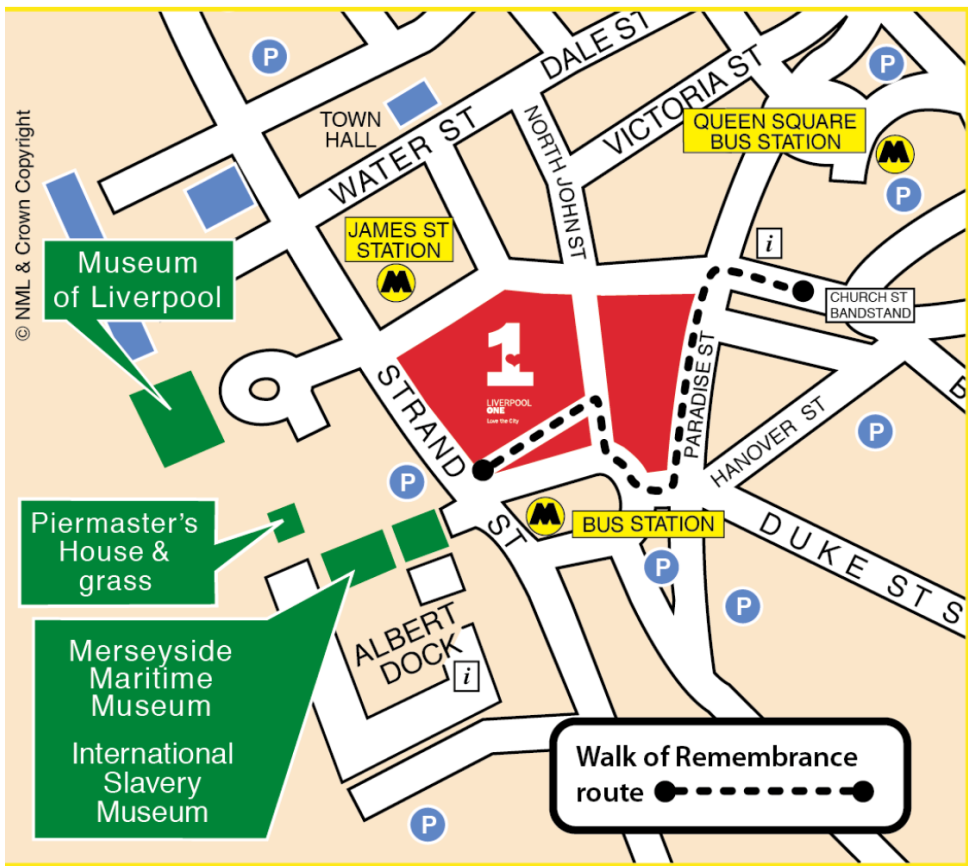 © NML & Crown Copyright
P
DALE ST
VICTORIA ST
P
TOWN
HALL
WATER ST
NORTH JOHN ST
QUEEN SQUARE
BUS STATION
M
P
JAMES ST
STATION
M
i
Museum
of Liverpool
CHURCH ST
BANDSTAND
1
LIVERPOOL
ONE
Love the City
STRAND
ST
PARADISE ST
HANOVER ST
P
P
B
M
BUS STATION
DUKE ST S
Piermaster's
House &
grass
P
P
ALBERT
DOCK
i
Merseyside
Maritime
Museum
International
Slavery
Museum
P
Walk of Remembrance
route